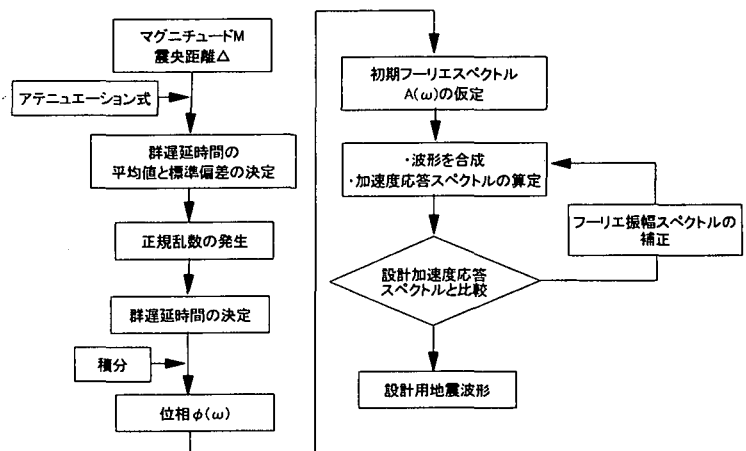 マグニチュードM
震央距離△
アテニュエーション式
群遅延時間の
平均値と標準偏差の決定
正規乱数の発生
群遅延時間の決定
積分
位相φ(ω)
初期フーリエスペクトル
A(ω)の仮定
・波形を合成
・加速度応答スペクトルの算定
フーリエ振幅スペクトルの
補正
設計加速度応答
スペクトルと比較
設計用地震波形